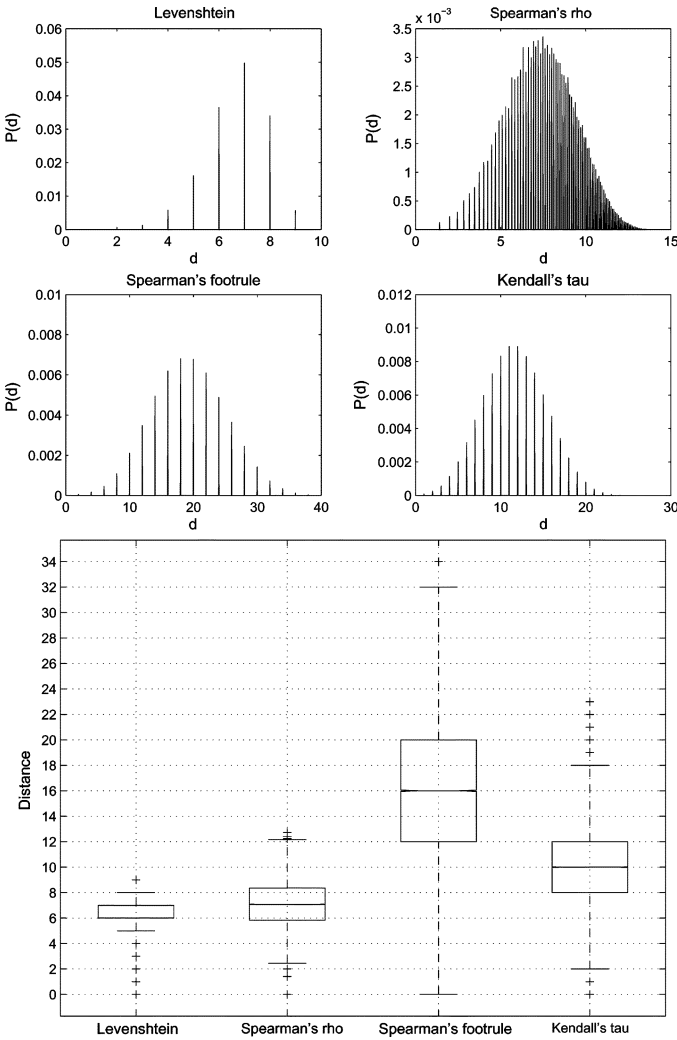 Levenshtein
0.06
0.05
0.04
0.03
0.02
0.01
0
P(d)
0 2 4 6 8 10
d
Spearman's rho
x 10⁻³
3.5
3
2.5
2
1.5
1
0.5
0
P(d)
0 5 10 15
d
Spearman's footrule
0.01
0.008
0.006
0.004
0.002
0
P(d)
0 10 20 30 40
d
Kendall's tau
0.012
0.01
0.008
0.006
0.004
0.002
0
P(d)
0 10 20 30
d
34
32
30
28
26
24
22
20
18
16
14
12
10
8
6
4
2
0
Distance
Levenshtein Spearman's rho Spearman's footrule Kendall's tau